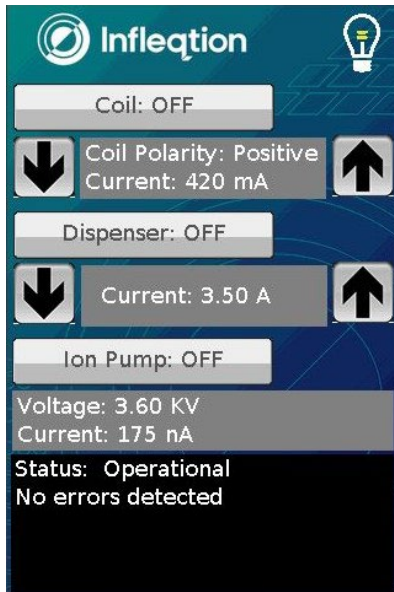 Infleqtion
Coil: OFF
Coil Polarity: Positive
Current: 420 mA
Dispenser: OFF
Current: 3.50 A
Ion Pump: OFF
Voltage: 3.60 KV
Current: 175 nA
Status: Operational
No errors detected